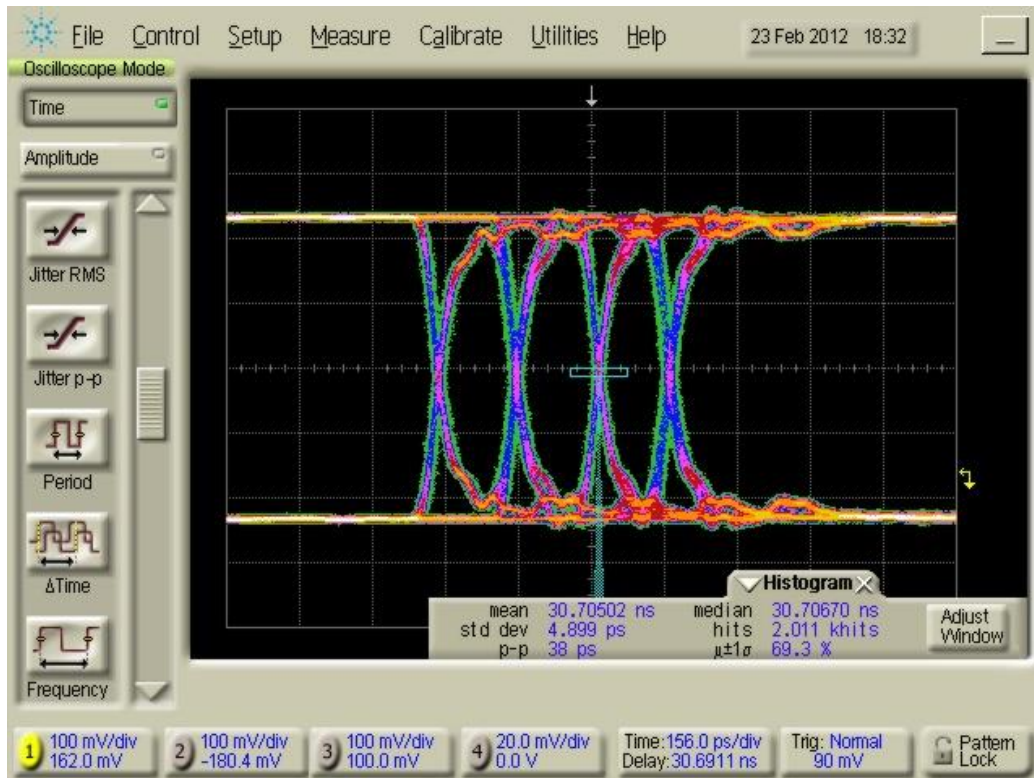 File Control Setup Measure Calibrate Utilities Help 23 Feb 2012 18:32
Oscilloscope Mode
Time
Amplitude
Jitter RMS
Jitter p-p
Period
ΔTime
Frequency
Histogram
mean 30.70502 ns median 30.70670 ns
std dev 4.899 ps hits 2.011 khits
p-p 38 ps µ±1σ 69.3 %
Adjust
Window
1 100 mV/div
162.0 mV
2 100 mV/div
-180.4 mV
3 100 mV/div
100.0 mV
4 20.0 mV/div
0.0 V
Time:156.0 ps/div
Delay:30.6911 ns
Trig: Normal
90 mV
Pattern
Lock